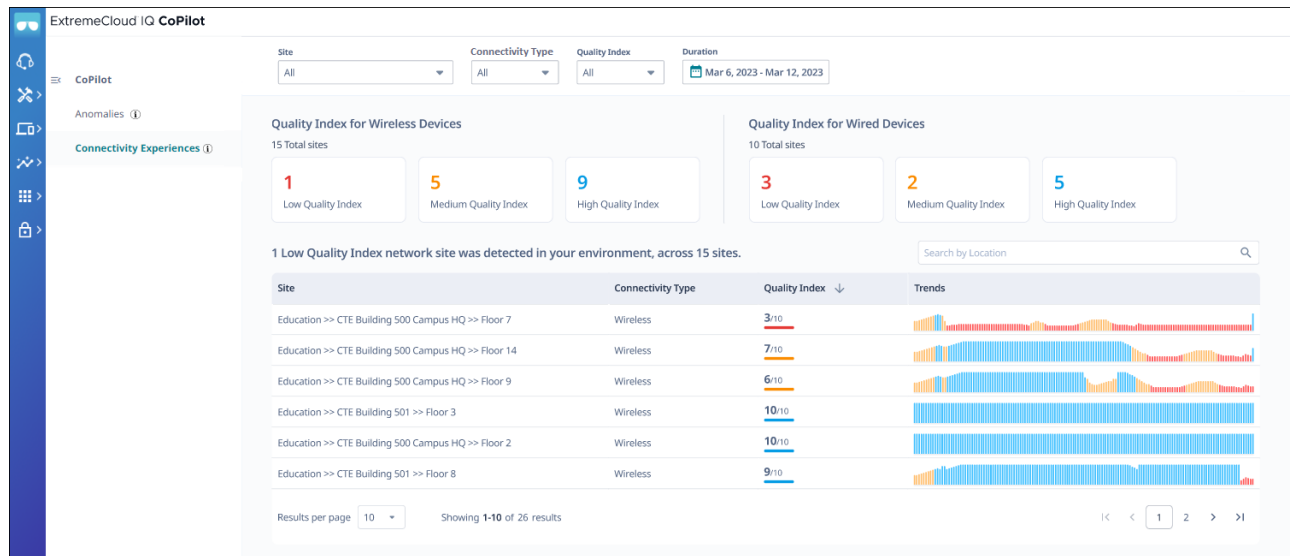 ExtremeCloud IQ CoPilot
CoPilot
Anomalies
Connectivity Experiences
Site
Connectivity Type
Quality Index
Duration
All
All
All
Mar 6, 2023 - Mar 12, 2023
Quality Index for Wireless Devices
15 Total sites
1
Low Quality Index
5
Medium Quality Index
9
High Quality Index
Quality Index for Wired Devices
10 Total sites
3
Low Quality Index
2
Medium Quality Index
5
High Quality Index
1 Low Quality Index network site was detected in your environment, across 15 sites.
Search by Location
Site Connectivity Type Quality Index Trends
Education >> CTE Building 500 Campus HQ >> Floor 7 Wireless 3/10
Education >> CTE Building 500 Campus HQ >> Floor 14 Wireless 7/10
Education >> CTE Building 500 Campus HQ >> Floor 9 Wireless 6/10
Education >> CTE Building 501 >> Floor 3 Wireless 10/10
Education >> CTE Building 500 Campus HQ >> Floor 2 Wireless 10/10
Education >> CTE Building 501 >> Floor 8 Wireless 9/10
Results per page 10 Showing 1-10 of 26 results 1 2